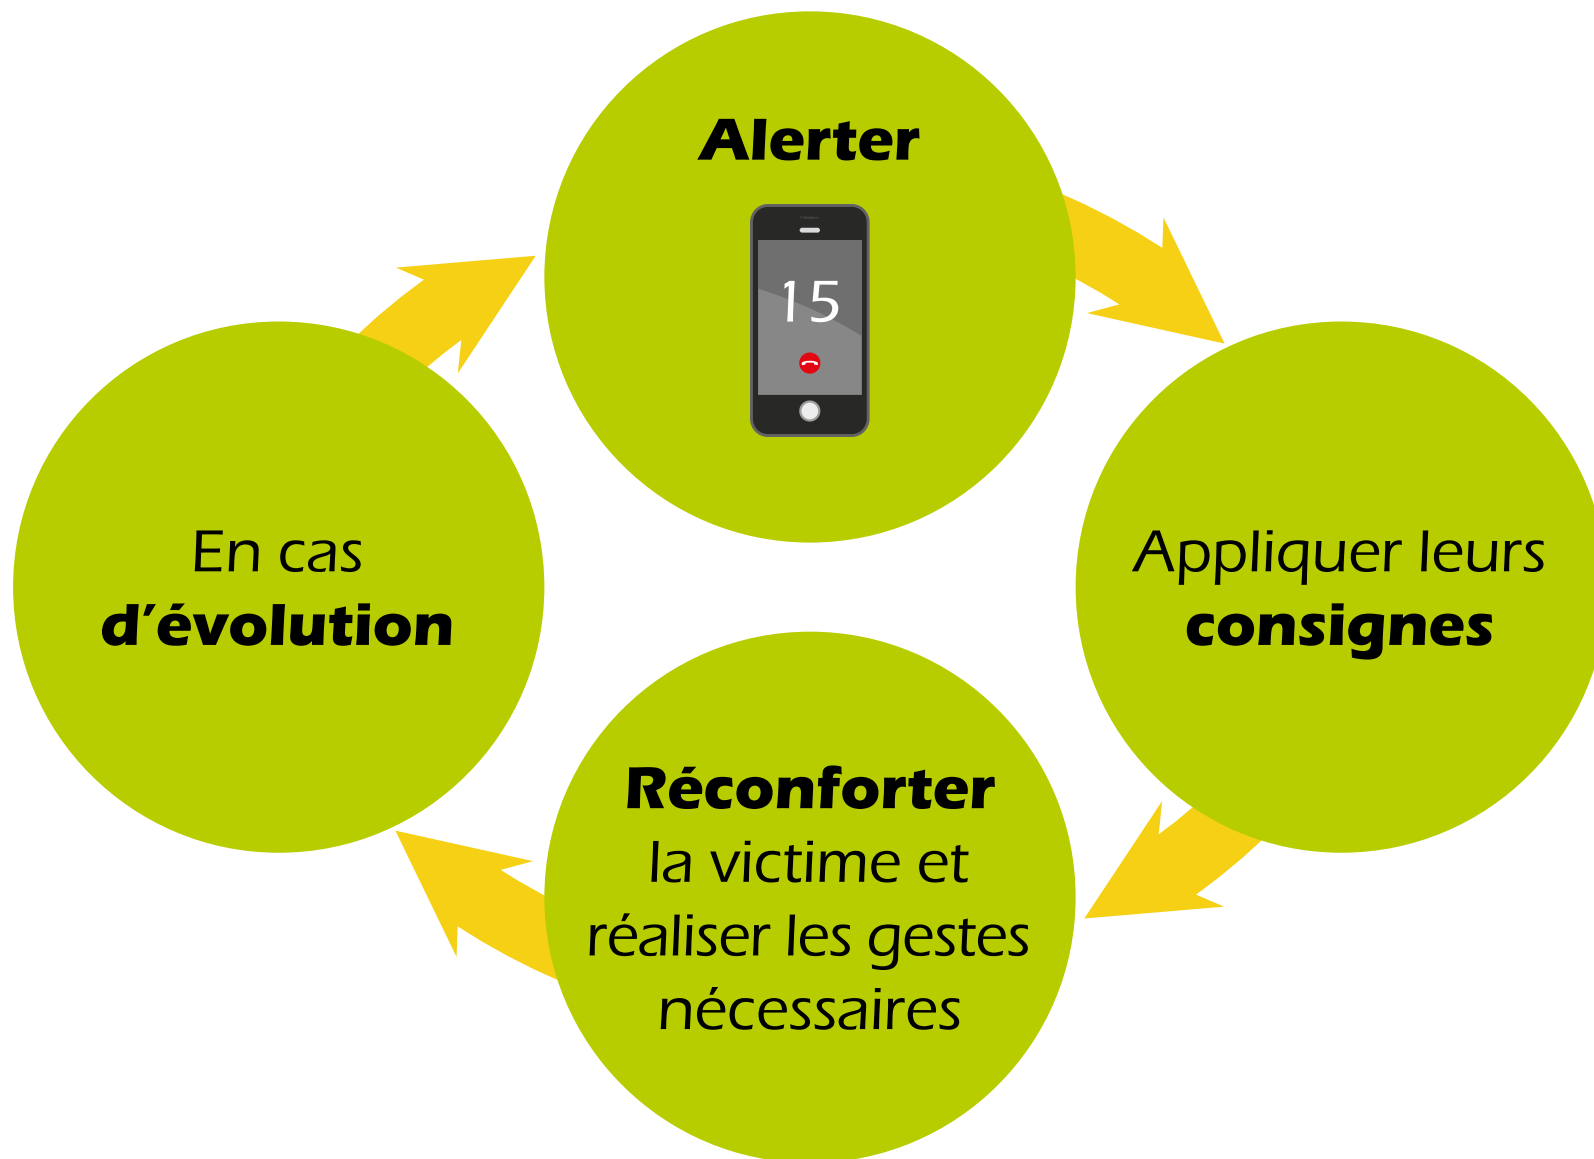 Alerter
15
Appliquer leurs
consignes
Réconforter
la victime et
réaliser les gestes
nécessaires
En cas
d'évolution